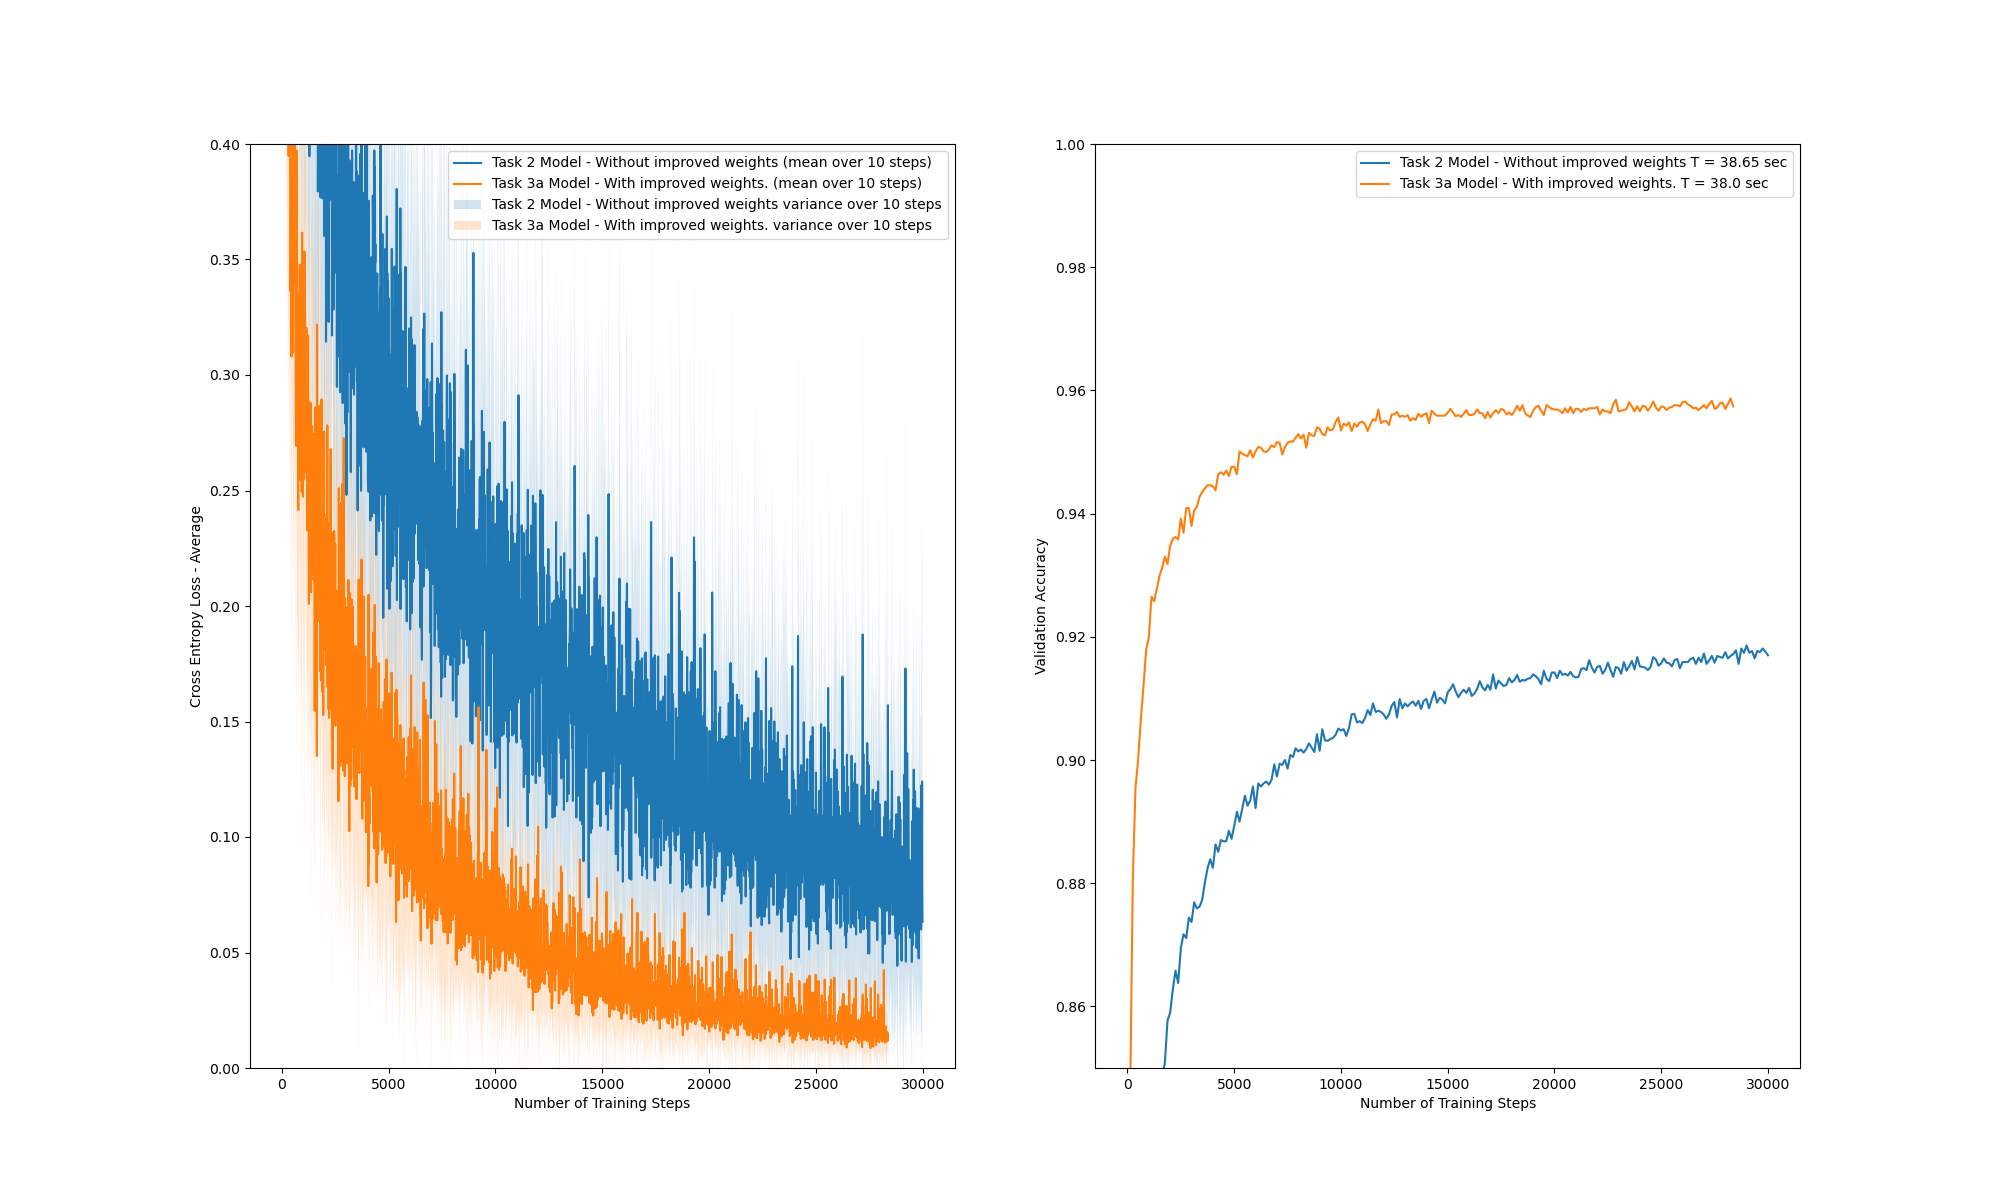 0.40
0.35
0.30
0.25
0.20
0.15
0.10
0.05
0.00
Cross Entropy Loss - Average
Task 2 Model - Without improved weights (mean over 10 steps)
Task 3a Model - With improved weights. (mean over 10 steps)
Task 2 Model - Without improved weights variance over 10 steps
Task 3a Model - With improved weights. variance over 10 steps
0 5000 10000 15000 20000 25000 30000
Number of Training Steps
1.00
0.98
0.96
0.94
0.92
0.90
0.88
0.86
Validation Accuracy
Task 2 Model - Without improved weights T = 38.65 sec
Task 3a Model - With improved weights. T = 38.0 sec
0 5000 10000 15000 20000 25000 30000
Number of Training Steps